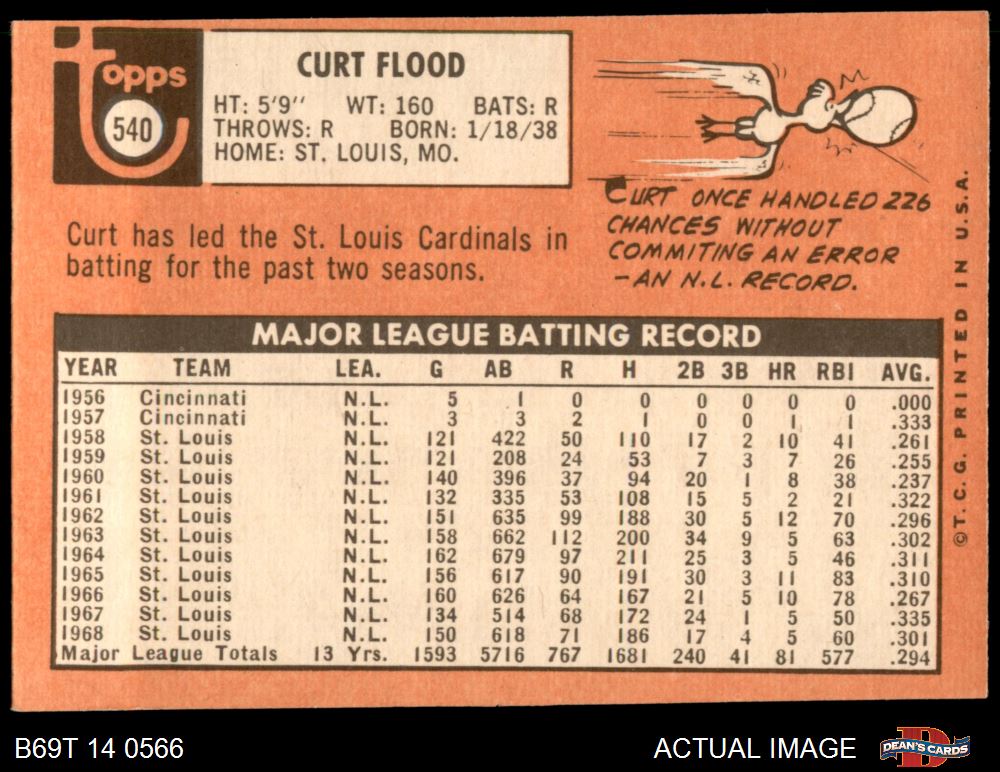 Topps
540
CURT FLOOD
HT: 5'9" WT: 160 BATS: R
THROWS: R BORN: 1/18/38
HOME: ST. LOUIS, MO.
CURT ONCE HANDLED 226
CHANCES WITHOUT
COMMITING AN ERROR
—AN N.L. RECORD.
Curt has led the St. Louis Cardinals in
batting for the past two seasons.
MAJOR LEAGUE BATTING RECORD
YEAR TEAM LEA. G AB R H 2B 3B HR RBI AVG.
1956 Cincinnati N.L. 5 1 0 0 0 0 0 0 .000
1957 Cincinnati N.L. 3 3 2 1 0 0 1 1 .333
1958 St. Louis N.L. 121 422 50 110 17 2 10 41 .261
1959 St. Louis N.L. 121 208 24 53 7 3 7 26 .255
1960 St. Louis N.L. 140 396 37 94 20 1 8 38 .237
1961 St. Louis N.L. 132 335 53 108 15 5 2 21 .322
1962 St. Louis N.L. 151 635 99 188 30 5 12 70 .296
1963 St. Louis N.L. 158 662 112 200 34 9 5 63 .302
1964 St. Louis N.L. 162 679 97 211 25 3 5 46 .311
1965 St. Louis N.L. 156 617 90 191 30 3 11 83 .310
1966 St. Louis N.L. 160 626 64 167 21 5 10 78 .267
1967 St. Louis N.L. 134 514 68 172 24 1 5 50 .335
1968 St. Louis N.L. 150 618 71 186 17 4 5 60 .301
Major League Totals 13 Yrs. 1593 5716 767 1681 240 41 81 577 .294
©T.C.G. PRINTED IN U.S.A.
B69T 14 0566
ACTUAL IMAGE
DEAN'S CARDS